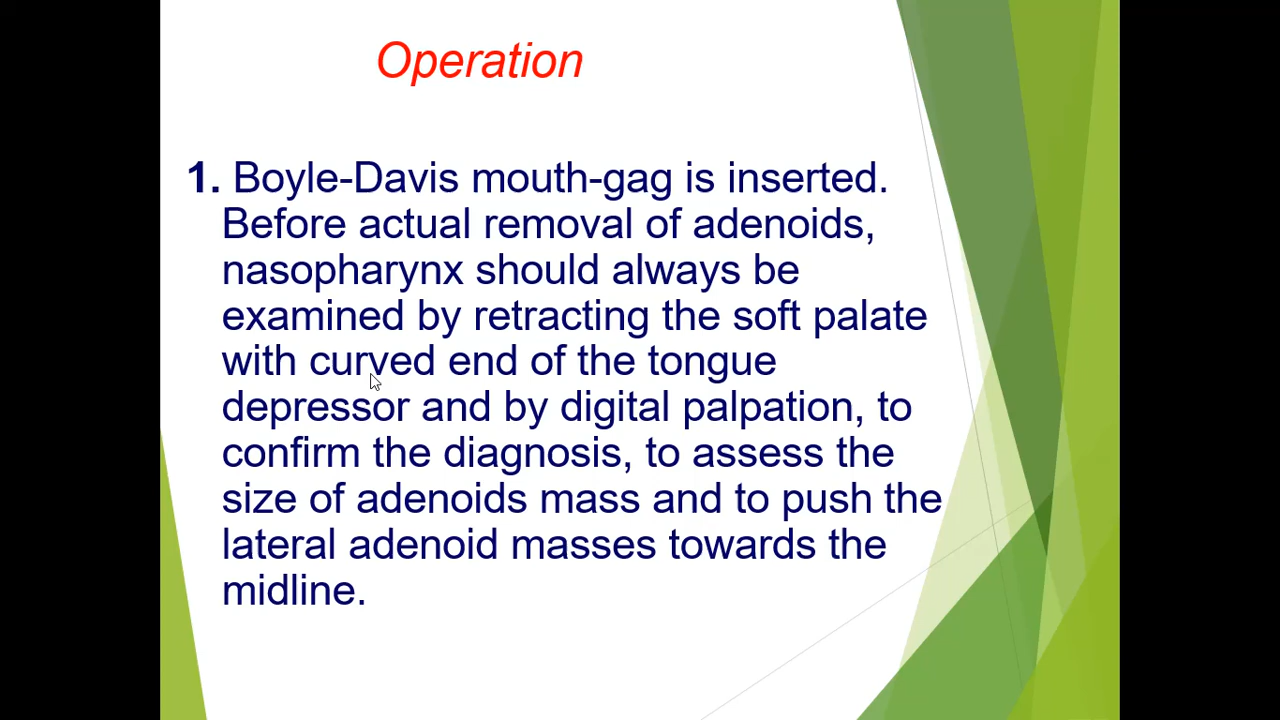 Operation
1. Boyle-Davis mouth-gag is inserted.
Before actual removal of adenoids,
nasopharynx should always be
examined by retracting the soft palate
with curved end of the tongue
depressor and by digital palpation, to
confirm the diagnosis, to assess the
size of adenoids mass and to push the
lateral adenoid masses towards the
midline.